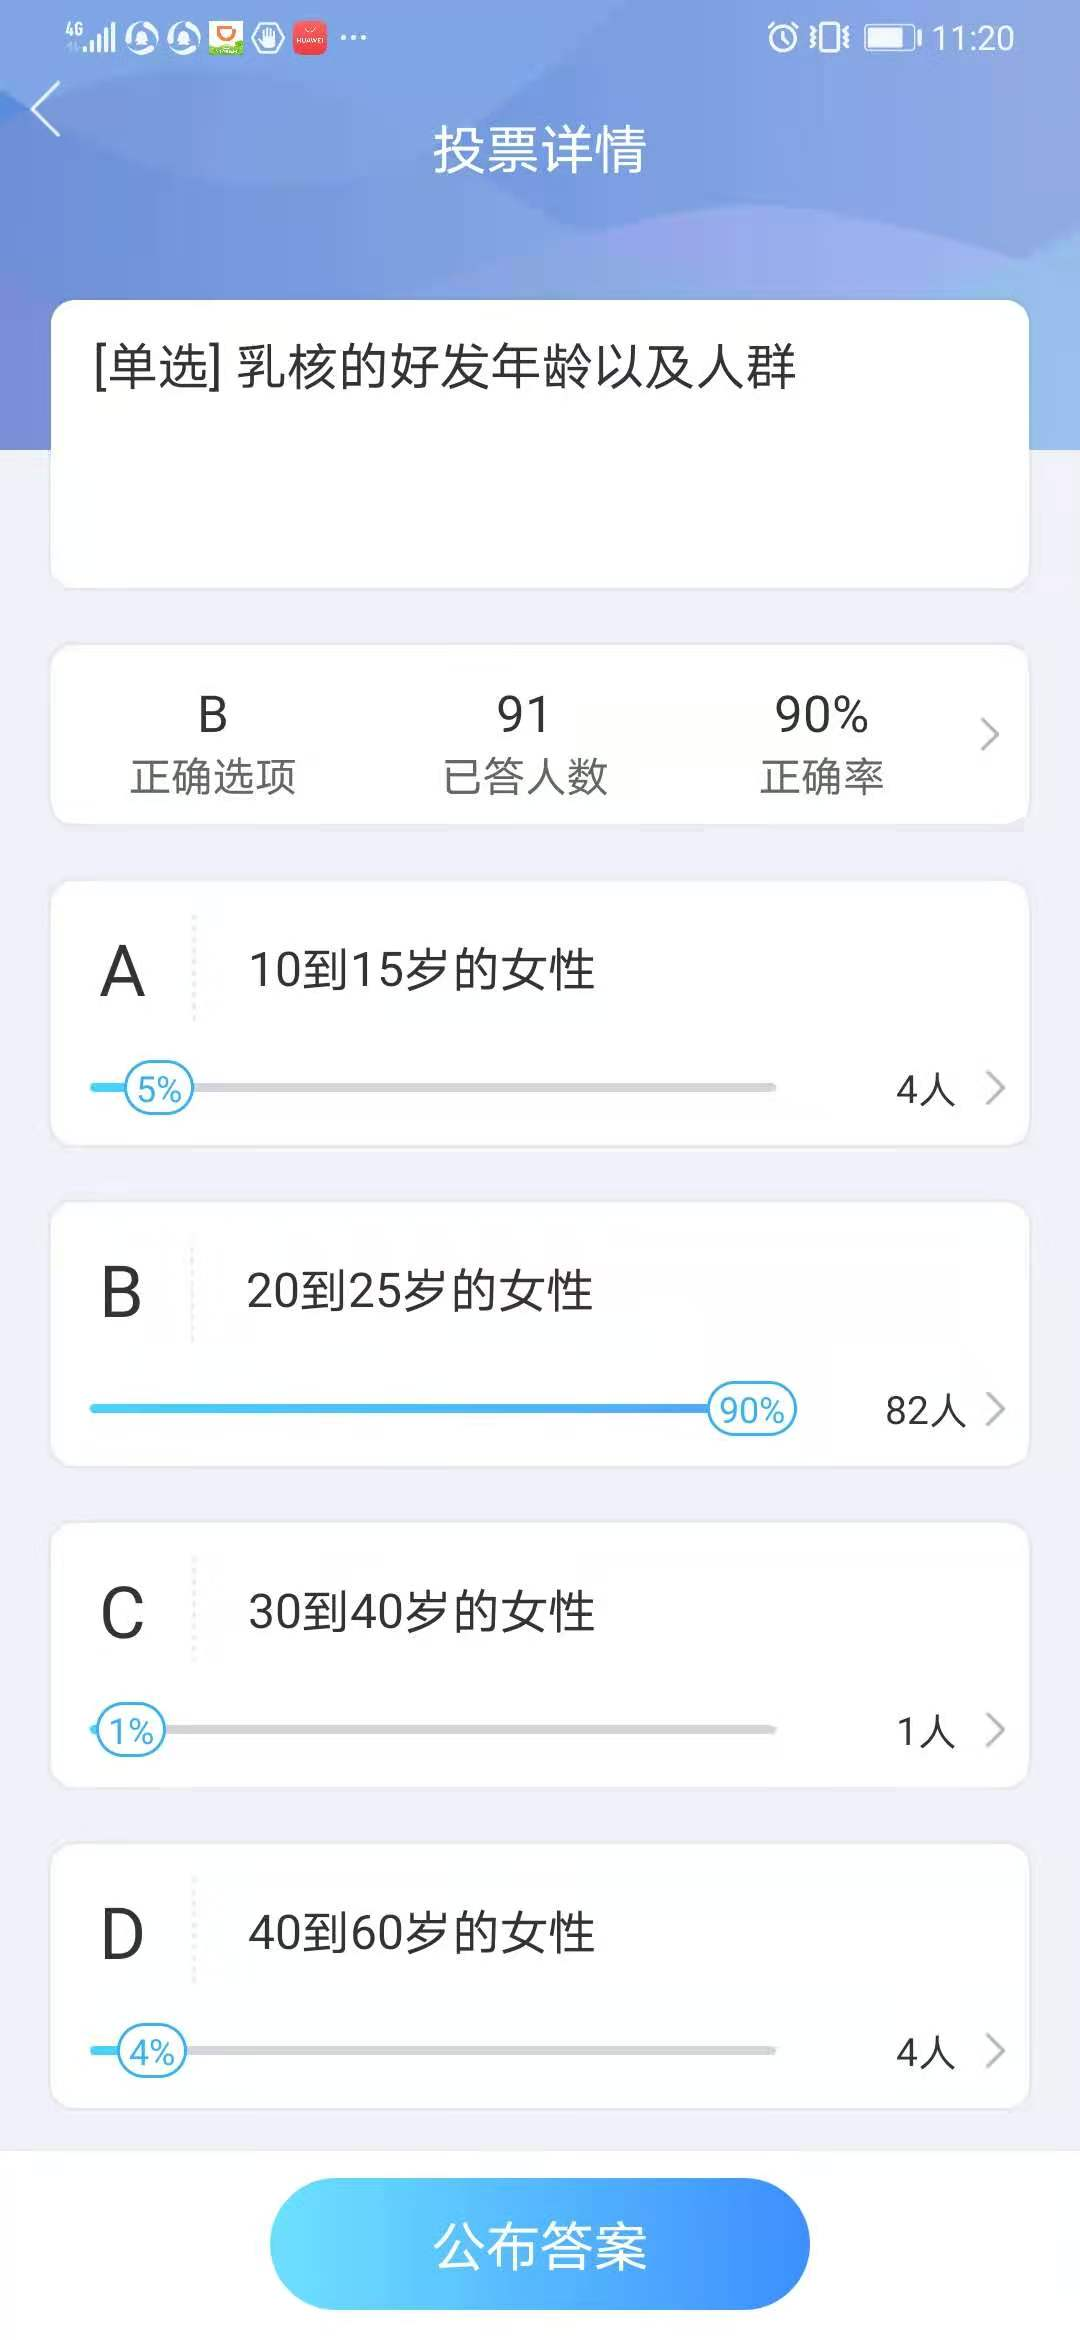 4G HUAWEI ··· 11:20
投票详情
[单选] 乳核的好发年龄以及人群
B 91 90%
正确选项 已答人数 正确率
A 10到15岁的女性
5% 4人
B 20到25岁的女性
90% 82人
C 30到40岁的女性
1% 1人
D 40到60岁的女性
4% 4人
公布答案